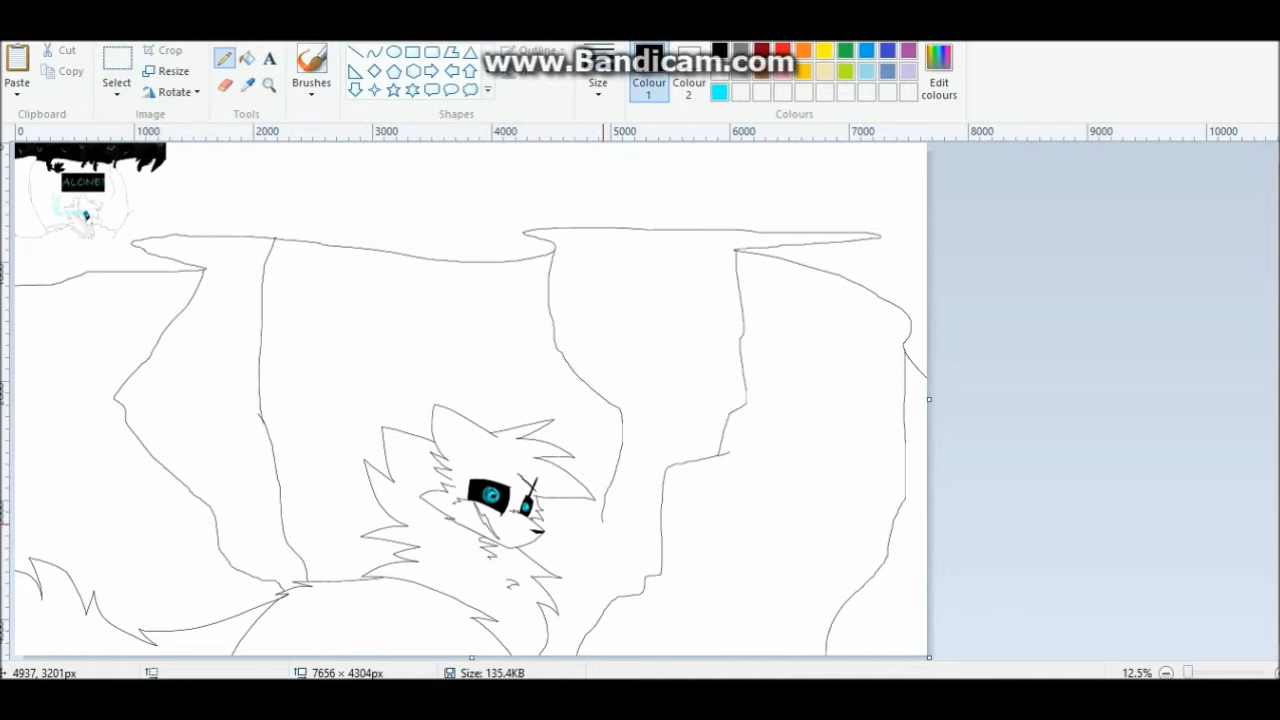 www.Bandicam.com
Cut
Copy
Paste
Clipboard
Crop
Resize
Rotate
Select
Image
A
Tools
Brushes
Outline
Shapes
Size
Colour
1
Colour
2
Edit
colours
Colours
0 1000 2000 3000 4000 5000 6000 7000 8000 9000 10000
ALONE
4937, 3201px
7656 × 4304px
Size: 135.4KB
12.5%